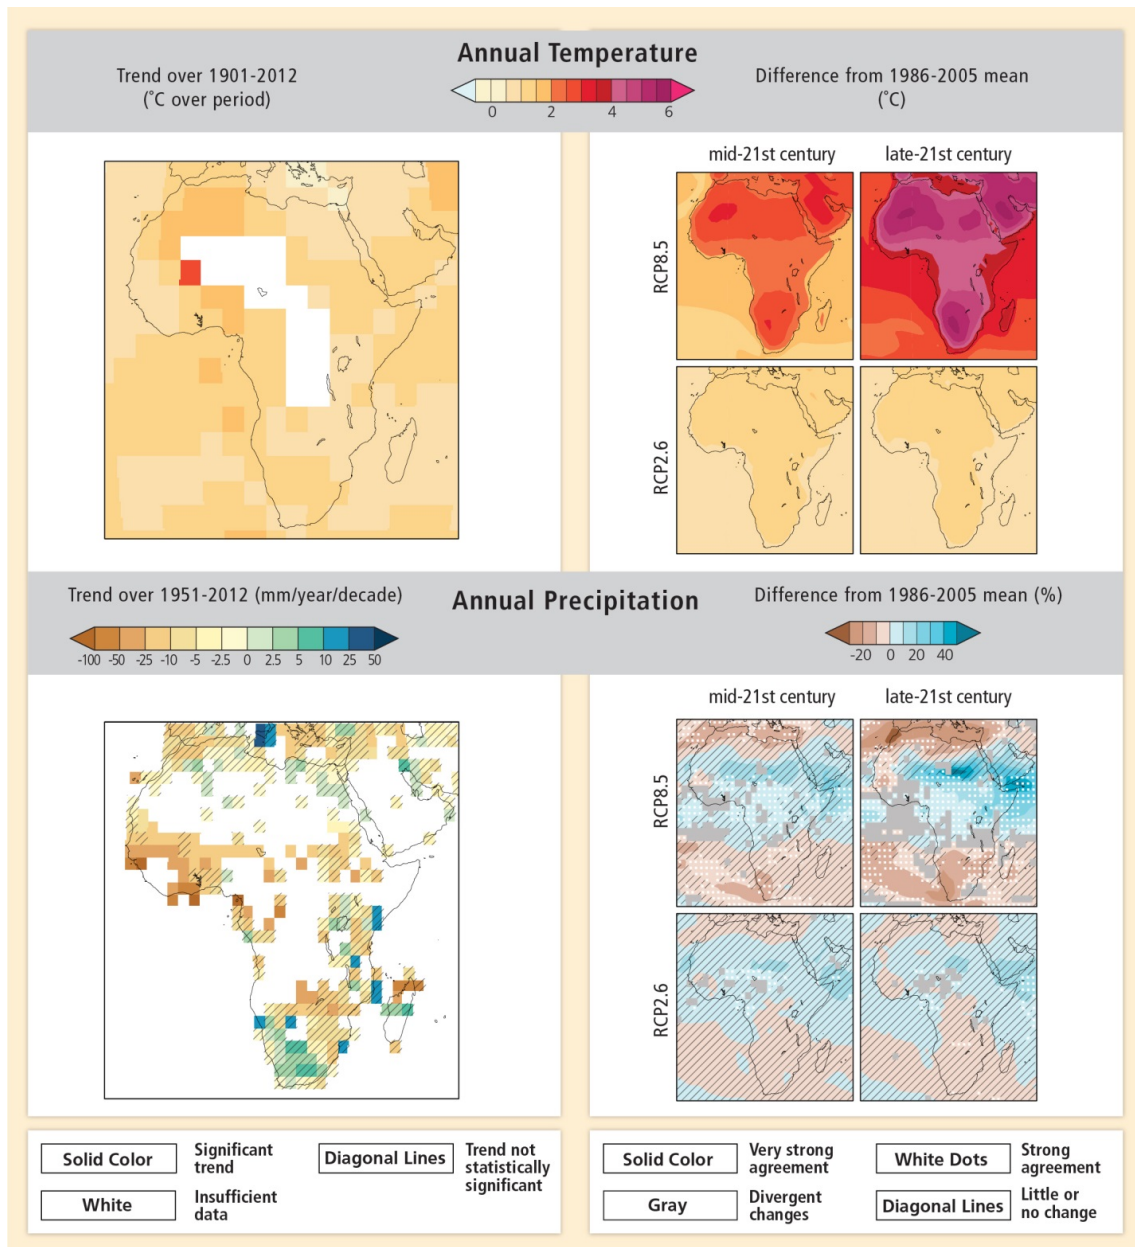 Annual Temperature
Trend over 1901-2012
(˚C over period)
0 2 4 6
Difference from 1986-2005 mean
(˚C)
mid-21st century
late-21st century
RCP8.5
RCP2.6
Annual Precipitation
Trend over 1951-2012 (mm/year/decade)
-100 -50 -25 -10 -5 -2.5 0 2.5 5 10 25 50
Difference from 1986-2005 mean (%)
-20 0 20 40
mid-21st century
late-21st century
RCP8.5
RCP2.6
Solid Color
Significant
trend
Diagonal Lines
Trend not
statistically
significant
White
Insufficient
data
Solid Color
Very strong
agreement
White Dots
Strong
agreement
Gray
Divergent
changes
Diagonal Lines
Little or
no change